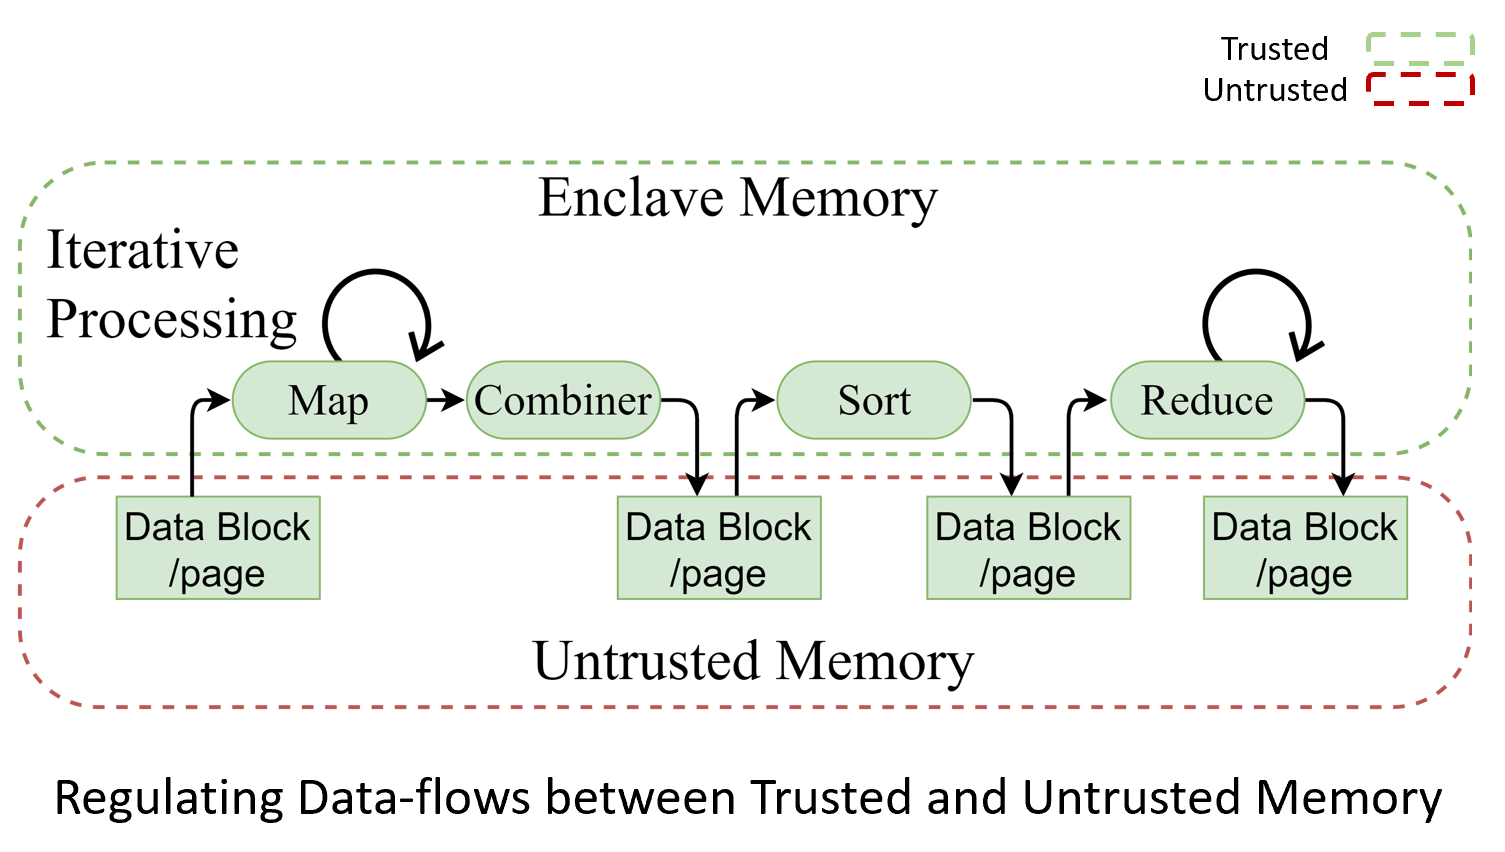 Trusted
Untrusted
Enclave Memory
Iterative
Processing
Map
Combiner
Sort
Reduce
Data Block
/page
Data Block
/page
Data Block
/page
Data Block
/page
Untrusted Memory
Regulating Data-flows between Trusted and Untrusted Memory